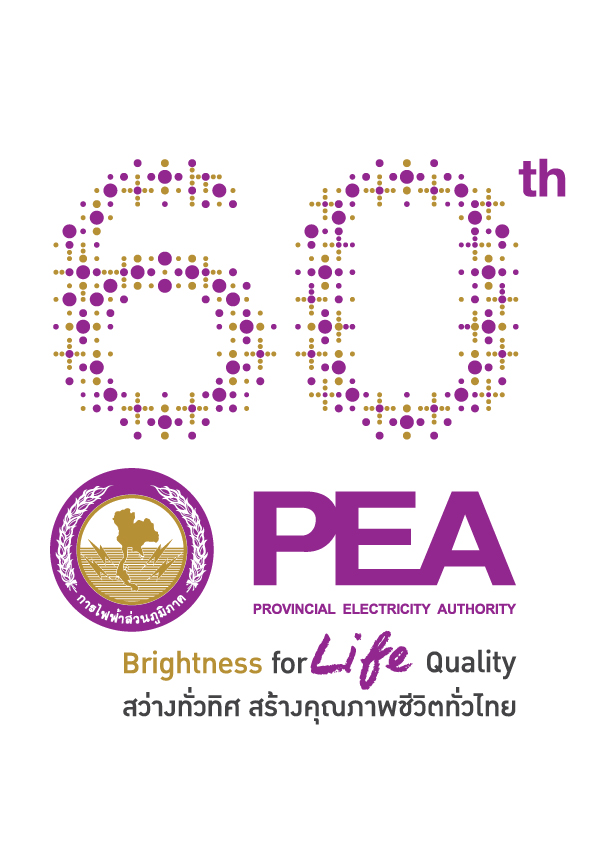 60th
การไฟฟ้าส่วนภูมิภาค
PEA
PROVINCIAL ELECTRICITY AUTHORITY
Brightness for Life Quality
สว่างทั่วทิศ สร้างคุณภาพชีวิตทั่วไทย